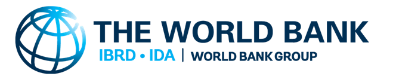 THE WORLD BANK
IBRD • IDA | WORLD BANK GROUP